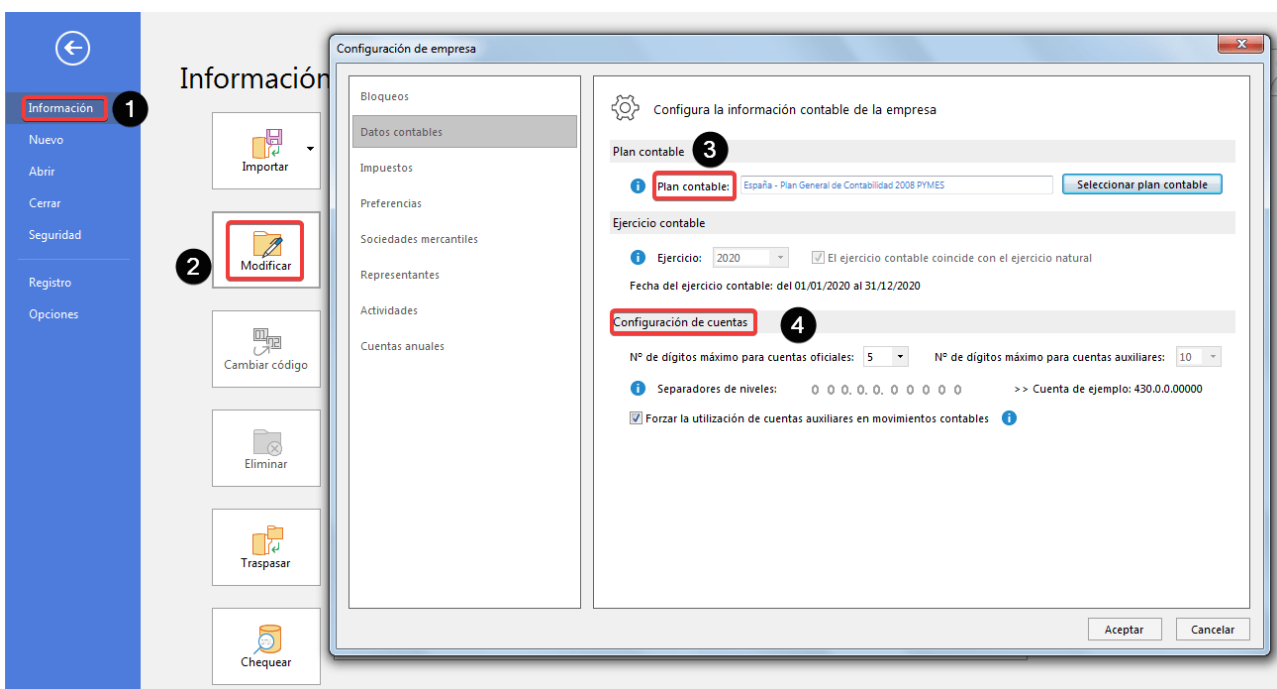 Información
1
Nuevo
Abrir
Cerrar
Seguridad
Registro
Opciones
Información
Importar
2
Modificar
Cambiar código
Eliminar
Traspasar
Chequear
Configuración de empresa
Bloqueos
Datos contables
Impuestos
Preferencias
Sociedades mercantiles
Representantes
Actividades
Cuentas anuales
Configura la información contable de la empresa
Plan contable 3
Plan contable: España - Plan General de Contabilidad 2008 PYMES Seleccionar plan contable
Ejercicio contable
Ejercicio: 2020 El ejercicio contable coincide con el ejercicio natural
Fecha del ejercicio contable: del 01/01/2020 al 31/12/2020
Configuración de cuentas 4
Nº de dígitos máximo para cuentas oficiales: 5 Nº de dígitos máximo para cuentas auxiliares: 10
Separadores de niveles: 0 0 0. 0. 0. 0 0 0 0 0 >> Cuenta de ejemplo: 430.0.0.00000
Forzar la utilización de cuentas auxiliares en movimientos contables
Aceptar Cancelar